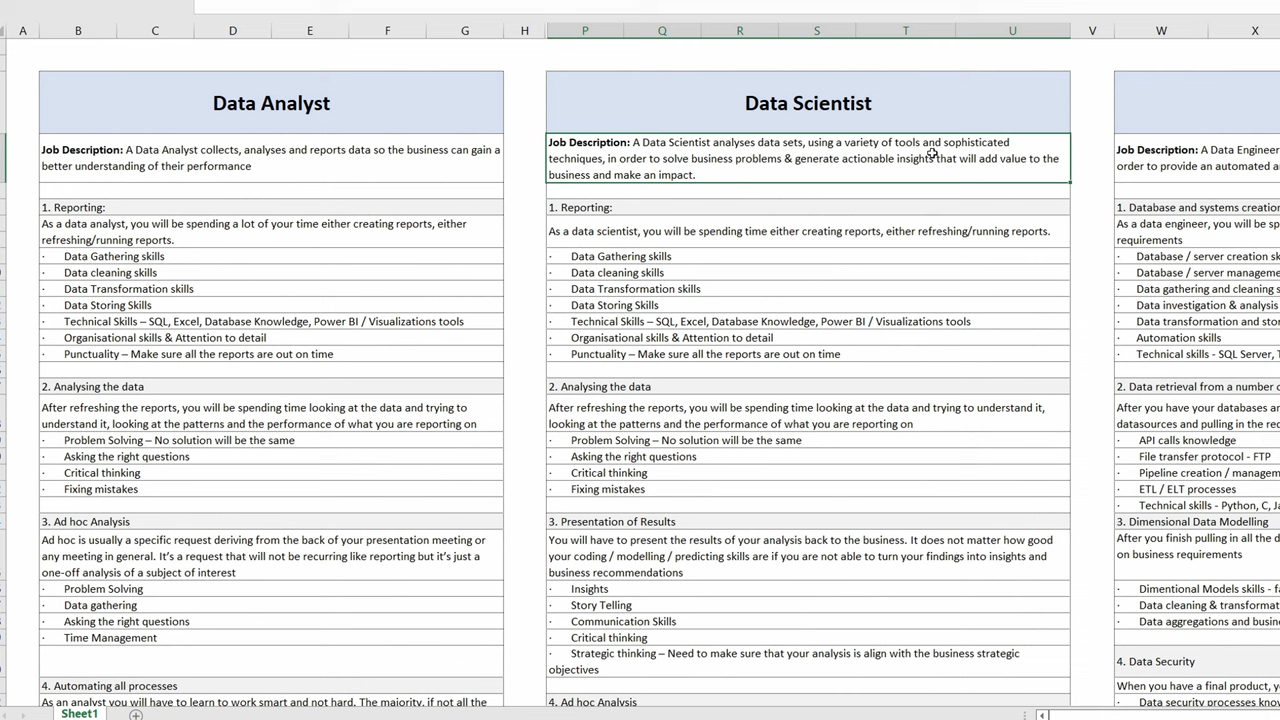 A B C D E F G H P Q R S T U V W X
Data Analyst
Job Description: A Data Analyst collects, analyses and reports data so the business can gain a
better understanding of their performance
1. Reporting:
As a data analyst, you will be spending a lot of your time either creating reports, either
refreshing/running reports.
· Data Gathering skills
· Data cleaning skills
· Data Transformation skills
· Data Storing Skills
· Technical Skills – SQL, Excel, Database Knowledge, Power BI / Visualizations tools
· Organisational skills & Attention to detail
· Punctuality – Make sure all the reports are out on time
2. Analysing the data
After refreshing the reports, you will be spending time looking at the data and trying to
understand it, looking at the patterns and the performance of what you are reporting on
· Problem Solving – No solution will be the same
· Asking the right questions
· Critical thinking
· Fixing mistakes
3. Ad hoc Analysis
Ad hoc is usually a specific request deriving from the back of your presentation meeting or
any meeting in general. It's a request that will not be recurring like reporting but it's just a
one-off analysis of a subject of interest
· Problem Solving
· Data gathering
· Asking the right questions
· Time Management
4. Automating all processes
As an analyst you will have to learn to work smart and not hard. The majority, if not all the
Data Scientist
Job Description: A Data Scientist analyses data sets, using a variety of tools and sophisticated
techniques, in order to solve business problems & generate actionable insights that will add value to the
business and make an impact.
1. Reporting:
As a data scientist, you will be spending time either creating reports, either refreshing/running reports.
· Data Gathering skills
· Data cleaning skills
· Data Transformation skills
· Data Storing Skills
· Technical Skills – SQL, Excel, Database Knowledge, Power BI / Visualizations tools
· Organisational skills & Attention to detail
· Punctuality – Make sure all the reports are out on time
2. Analysing the data
After refreshing the reports, you will be spending time looking at the data and trying to understand it,
looking at the patterns and the performance of what you are reporting on
· Problem Solving – No solution will be the same
· Asking the right questions
· Critical thinking
· Fixing mistakes
3. Presentation of Results
You will have to present the results of your analysis back to the business. It does not matter how good
your coding / modelling / predicting skills are if you are not able to turn your findings into insights and
business recommendations
· Insights
· Story Telling
· Communication Skills
· Critical thinking
· Strategic thinking – Need to make sure that your analysis is align with the business strategic
objectives
4. Ad hoc Analysis
Job Description: A Data Engineer
order to provide an automated
1. Database and systems
As a data engineer, you will be
requirements
· Database / server creation
· Database / server
· Data gathering and cleaning
· Data investigation & analysis
· Data transformation and
· Automation skills
· Technical skills - SQL Server,
2. Data retrieval from a number
After you have your databases
datasources and pulling in the
· API calls knowledge
· File transfer protocol - FTP
· Pipeline creation /
· ETL / ELT processes
· Technical skills - Python, C,
3. Dimensional Data Modelling
After you finish pulling in all the
on business requirements
· Dimentional Models skills -
· Data cleaning &
· Data aggregations and
4. Data Security
When you have a final product,
· Data security processes
Sheet1